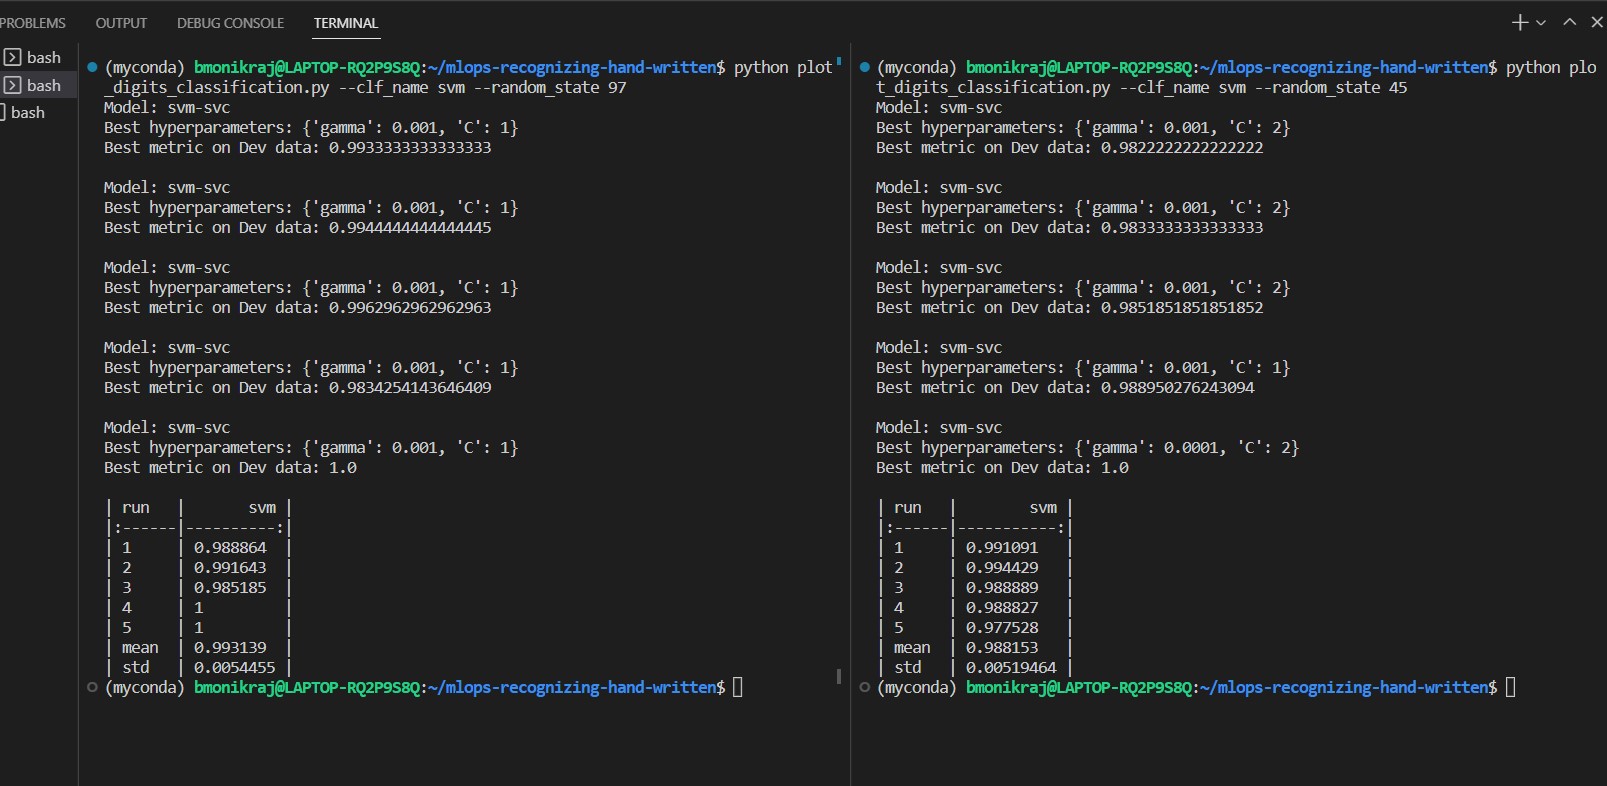 PROBLEMS OUTPUT DEBUG CONSOLE TERMINAL
bash
bash
bash
(myconda) bmonikraj@LAPTOP-RQ2P9S8Q:~/mlops-recognizing-hand-written$ python plot
_digits_classification.py --clf_name svm --random_state 97
Model: svm-svc
Best hyperparameters: {'gamma': 0.001, 'C': 1}
Best metric on Dev data: 0.9933333333333333
Model: svm-svc
Best hyperparameters: {'gamma': 0.001, 'C': 1}
Best metric on Dev data: 0.9944444444444445
Model: svm-svc
Best hyperparameters: {'gamma': 0.001, 'C': 1}
Best metric on Dev data: 0.9962962962962963
Model: svm-svc
Best hyperparameters: {'gamma': 0.001, 'C': 1}
Best metric on Dev data: 0.9834254143646409
Model: svm-svc
Best hyperparameters: {'gamma': 0.001, 'C': 1}
Best metric on Dev data: 1.0
| run   |       svm |
|:------|----------:|
| 1     | 0.988864  |
| 2     | 0.991643  |
| 3     | 0.985185  |
| 4     | 1         |
| 5     | 1         |
| mean  | 0.993139  |
| std   | 0.0054455 |
(myconda) bmonikraj@LAPTOP-RQ2P9S8Q:~/mlops-recognizing-hand-written$
(myconda) bmonikraj@LAPTOP-RQ2P9S8Q:~/mlops-recognizing-hand-written$ python plo
t_digits_classification.py --clf_name svm --random_state 45
Model: svm-svc
Best hyperparameters: {'gamma': 0.001, 'C': 2}
Best metric on Dev data: 0.9822222222222222
Model: svm-svc
Best hyperparameters: {'gamma': 0.001, 'C': 2}
Best metric on Dev data: 0.9833333333333333
Model: svm-svc
Best hyperparameters: {'gamma': 0.001, 'C': 2}
Best metric on Dev data: 0.9851851851851852
Model: svm-svc
Best hyperparameters: {'gamma': 0.001, 'C': 1}
Best metric on Dev data: 0.988950276243094
Model: svm-svc
Best hyperparameters: {'gamma': 0.0001, 'C': 2}
Best metric on Dev data: 1.0
| run   |        svm |
|:------|-----------:|
| 1     | 0.991091   |
| 2     | 0.994429   |
| 3     | 0.988889   |
| 4     | 0.988827   |
| 5     | 0.977528   |
| mean  | 0.988153   |
| std   | 0.00519464 |
(myconda) bmonikraj@LAPTOP-RQ2P9S8Q:~/mlops-recognizing-hand-written$